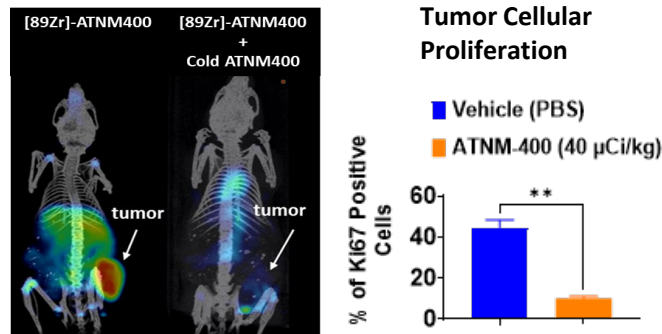 [89Zr]-ATNM400
[89Zr]-ATNM400
+
Cold ATNM400
tumor
tumor
Tumor Cellular
Proliferation
Vehicle (PBS)
ATNM-400 (40 µCi/kg)
% of Ki67 Positive
Cells
60
40
20
0
**